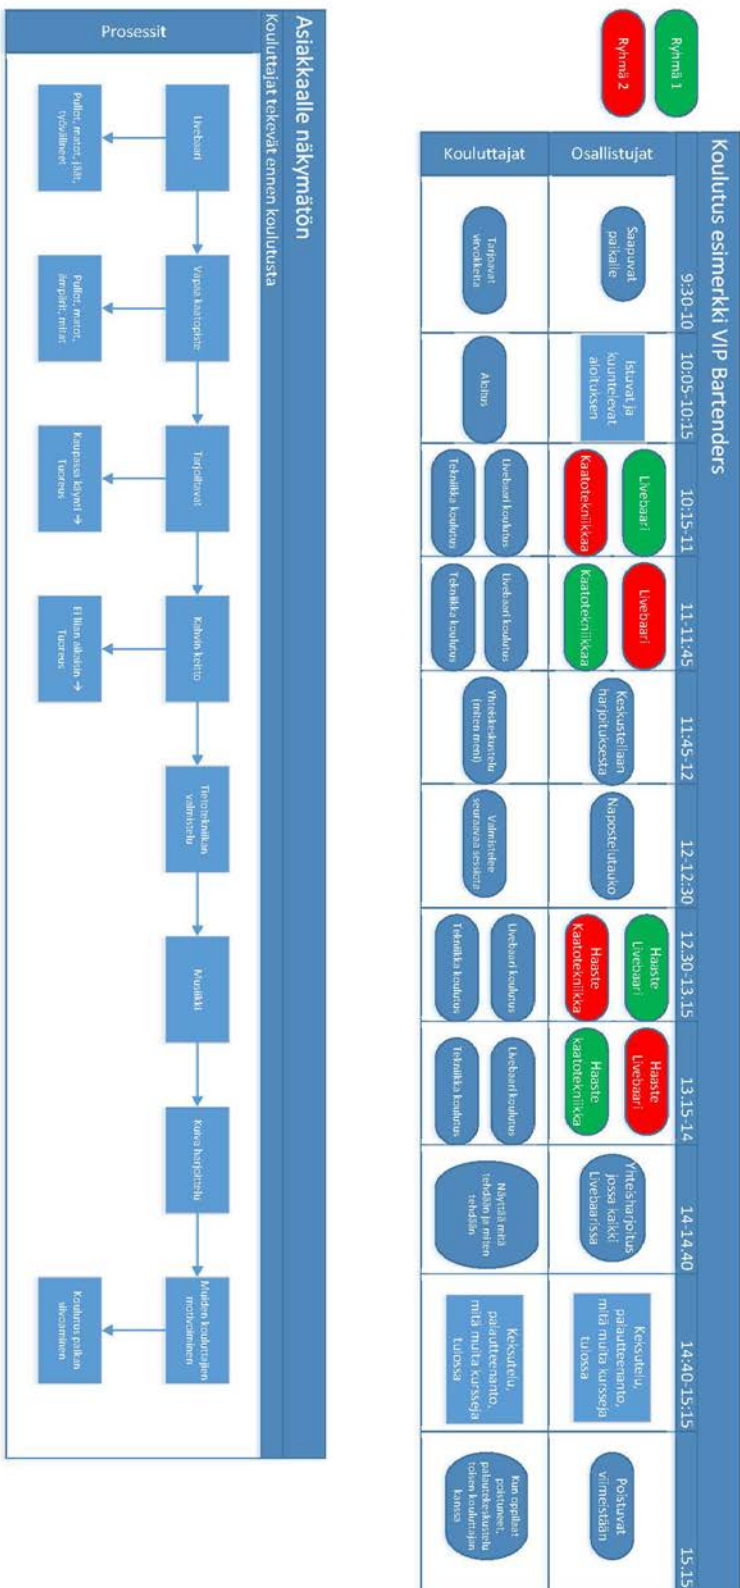 Ryhmä 1
Ryhmä 2
Koulutus esimerkki VIP Bartenders
9:30-10
10:05-10:15
10:15-11
11-11:45
11:45-12
12-12:30
12.30-13.15
13.15-14
14-14.40
14:40-15:15
15.15
Osallistujat
Saapuvat
paikalle
Istuvat ja
kuuntelevat
aloituksen
Livebaari
Kaatotekniikkaa
Livebaari
Kaatotekniikkaa
Keskustellaan
harjoituksesta
Napostelutauko
Haaste
Livebaari
Haaste
Kaatotekniikka
Haaste
Livebaari
Haaste
kaatotekniikka
Yhteisharjoitus
jossa kaikki
Livebaarissa
Keksutelu,
palautteenanto,
mitä muita kursseja
tulossa
Poistuvat
viimeistään
Kouluttajat
Tarjoavat
virvokkeita
Aloitus
Livebaari koulutus
Tekniikka koulutus
Livebaari koulutus
Tekniikka koulutus
Yhteiskeskustelu
(miten meni)
Valmistelee
seuraavaa sessiota
Livebaari koulutus
Tekniikka koulutus
Livebaari koulutus
Tekniikka koulutus
Näyttää mitä
tehdään ja miten
tehdään
Keksutelu,
palautteenanto,
mitä muita kursseja
tulossa
Kun oppilaat
poistuneet,
palautekeskustelu
toisen kouluttajan
kanssa
Asiakkaalle näkymätön
Kouluttajat tekevät ennen koulutusta
Prosessit
Livebaari
Vapaa kaatopiste
Tarjoiltavat
Kahvin keitto
Tietotekniikan
valmistelu
Musiikki
Kuiva harjoittelu
Muiden kouluttajien
motivoiminen
Pullot, matot, jäät,
työvälineet
Pullot, matot,
ämpärit, mitat
Kaupassa käynti →
Tuoreus
Ei liian aikaisin →
Tuoreus
Koulutus paikan
siivoaminen